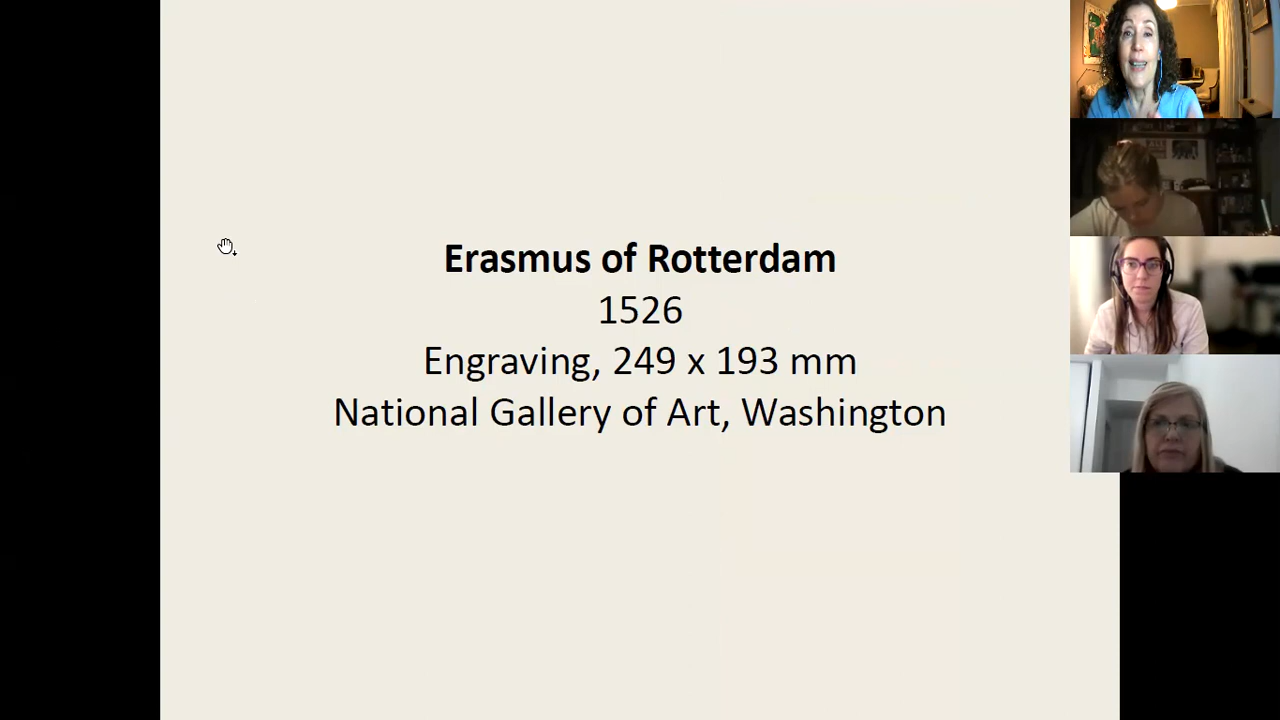 Erasmus of Rotterdam
1526
Engraving, 249 x 193 mm
National Gallery of Art, Washington